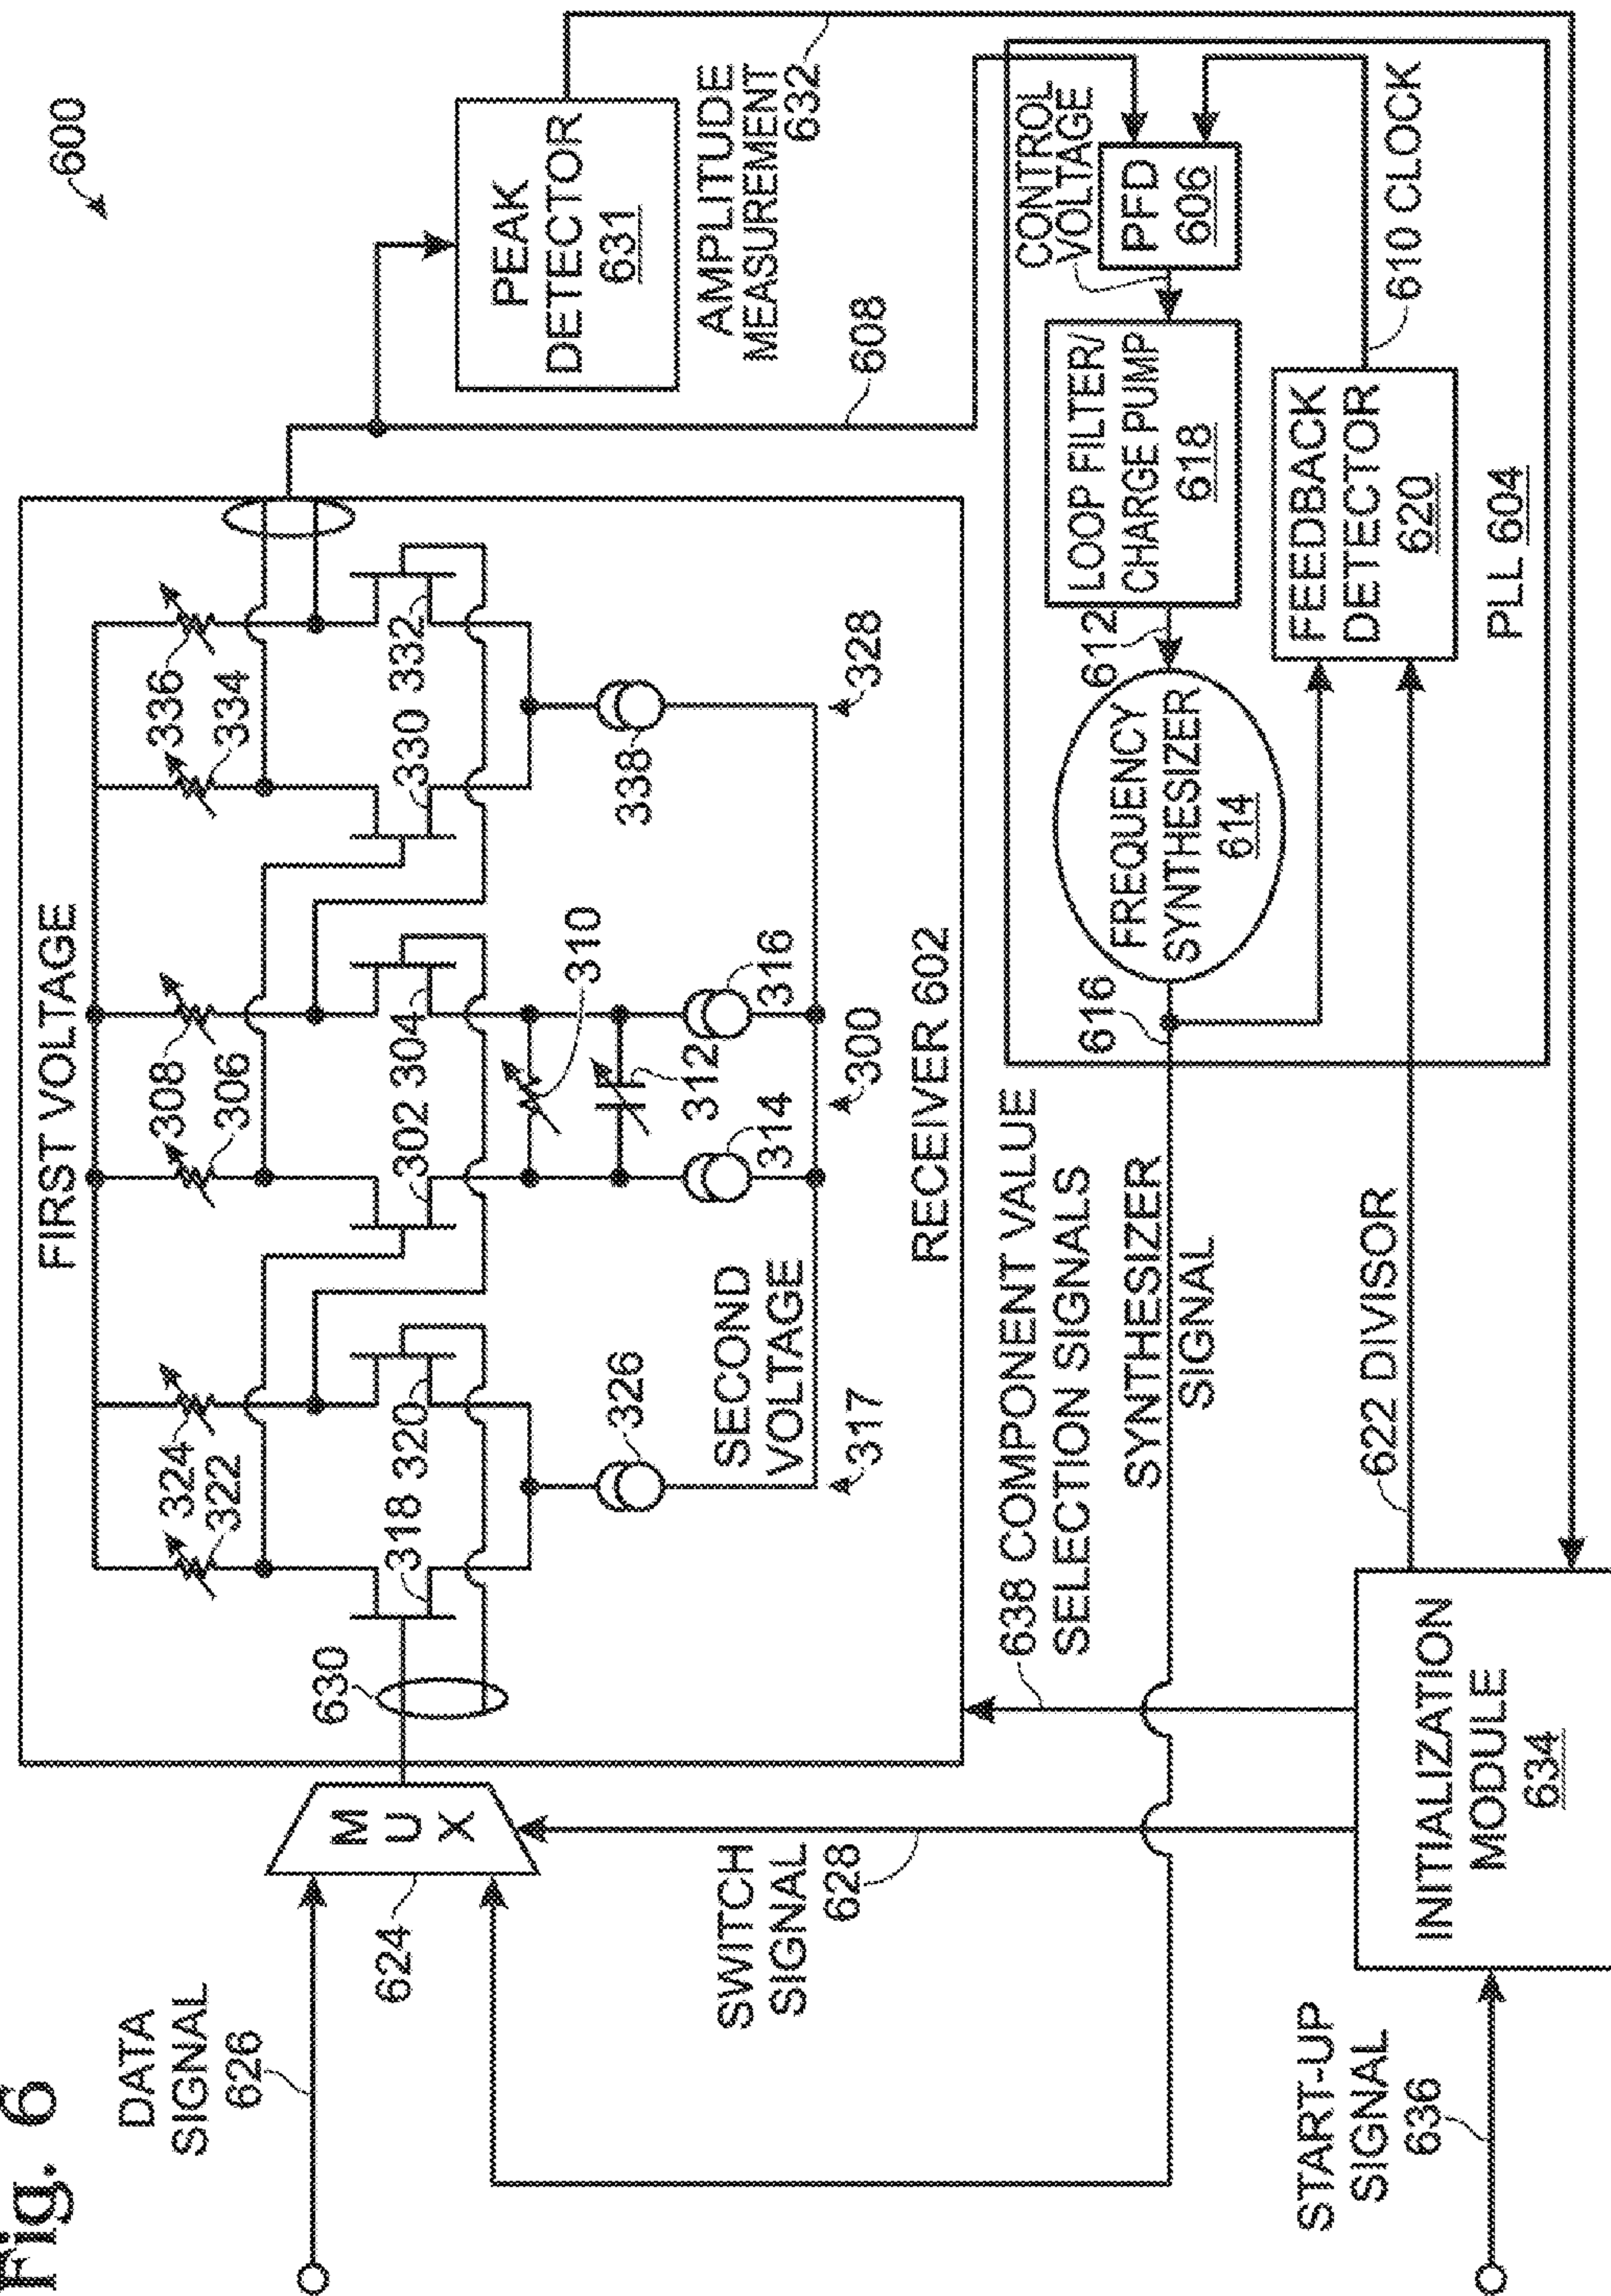 Fig. 6
600
DATA
SIGNAL
626
624
M
U
X
630
FIRST VOLTAGE
324
322
318
320
326
317
308
306
302
304
310
312
314
316
300
336
334
330
332
338
328
SECOND
VOLTAGE
RECEIVER 602
PEAK
DETECTOR
631
AMPLITUDE
MEASUREMENT
632
608
SWITCH
SIGNAL
628
638 COMPONENT VALUE
SELECTION SIGNALS
SYNTHESIZER
SIGNAL
616
FREQUENCY
SYNTHESIZER
614
612
LOOP FILTER/
CHARGE PUMP
618
CONTROL
VOLTAGE
PFD
606
FEEDBACK
DETECTOR
620
610 CLOCK
PLL 604
622 DIVISOR
START-UP
SIGNAL
636
INITIALIZATION
MODULE
634